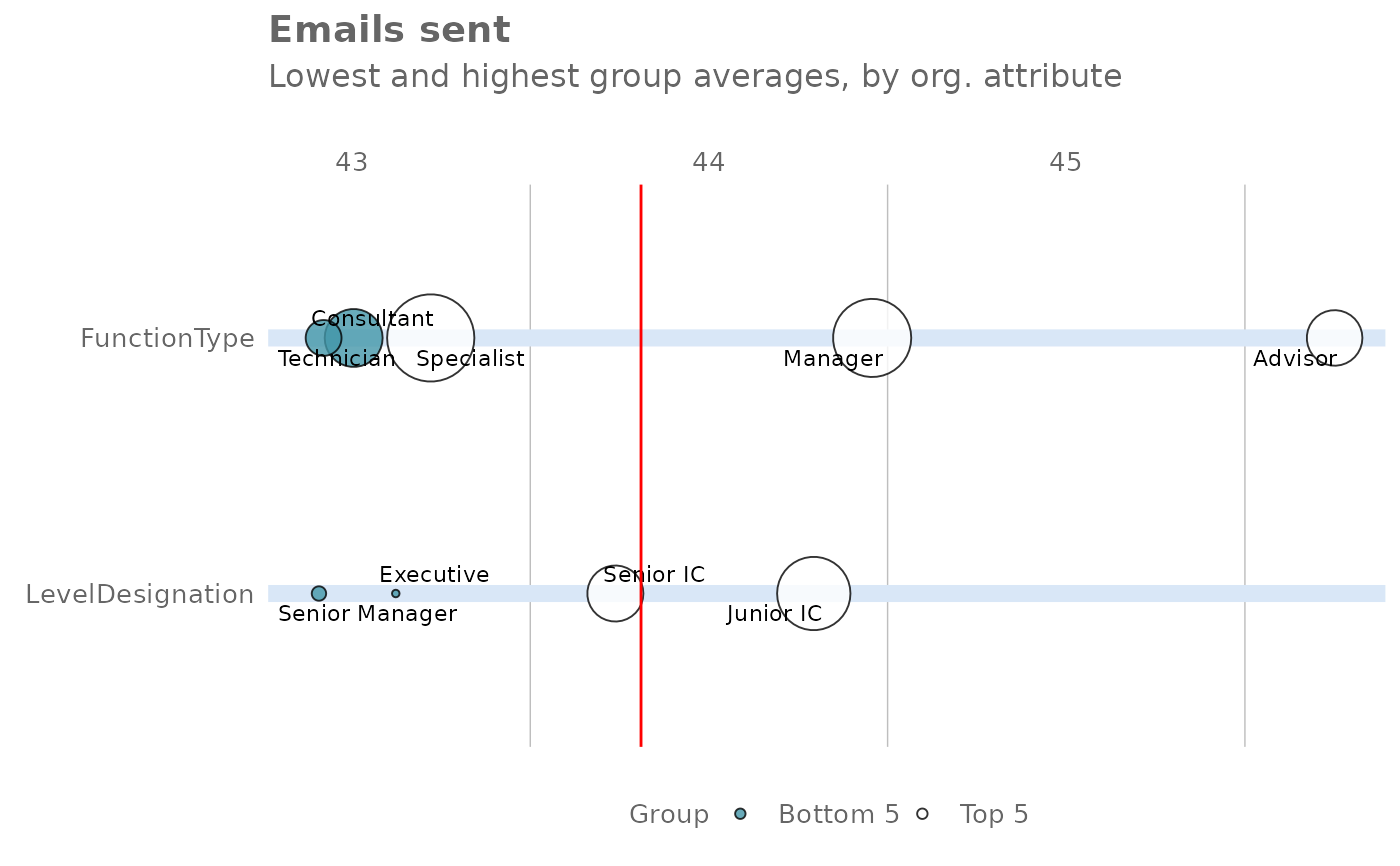 Emails sent
Lowest and highest group averages, by org. attribute
43 44 45
FunctionType
Consultant
Technician Specialist Manager Advisor
LevelDesignation
Executive Senior IC
Senior Manager Junior IC
Group Bottom 5 Top 5